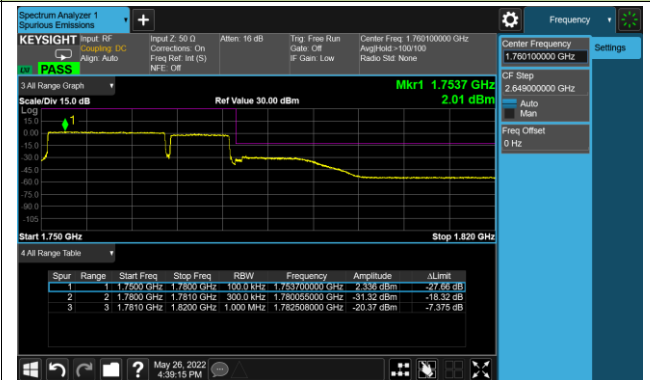 Spectrum Analyzer 1
Spurious Emissions
Frequency
KEYSIGHT
Input: RF
Coupling: DC
Align: Auto
Input Z: 50 Ω
Corrections: On
Freq Ref: Int (S)
NFE: Off
Atten: 16 dB
Trig: Free Run
Gate: Off
IF Gain: Low
Center Freq: 1.760100000 GHz
Avg|Hold:>100/100
Radio Std: None
PASS
Center Frequency
1.760100000 GHz
Settings
CF Step
2.649000000 GHz
Auto
Man
Freq Offset
0 Hz
3 All Range Graph
Mkr1 1.7537 GHz
Scale/Div 15.0 dB
Ref Value 30.00 dBm
2.01 dBm
Log
15.0
0.00
-15.0
-30.0
-45.0
-60.0
-75.0
-90.0
-105
1
Start 1.750 GHz
Stop 1.820 GHz
4 All Range Table
Spur Range Start Freq Stop Freq RBW Frequency Amplitude ΔLimit
1 1 1.7500 GHz 1.7800 GHz 100.0 kHz 1.753700000 GHz 2.336 dBm -27.66 dB
2 2 1.7800 GHz 1.7810 GHz 300.0 kHz 1.780055000 GHz -31.32 dBm -18.32 dB
3 3 1.7810 GHz 1.8200 GHz 1.000 MHz 1.782508000 GHz -20.37 dBm -7.375 dB
?
May 26, 2022
4:39:15 PM